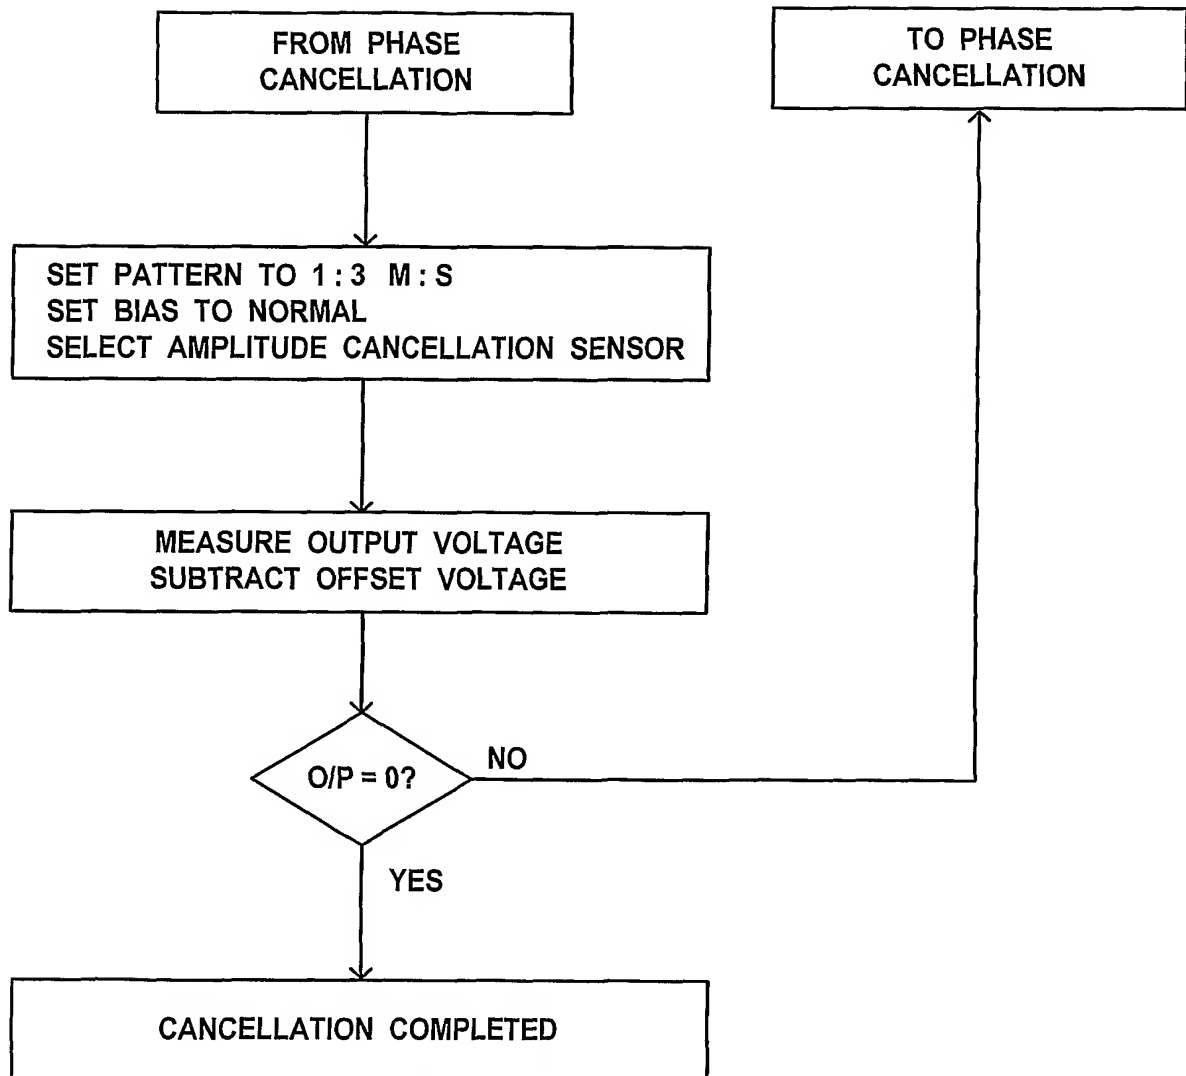 FROM PHASE
CANCELLATION
TO PHASE
CANCELLATION
SET PATTERN TO 1 : 3 M : S
SET BIAS TO NORMAL
SELECT AMPLITUDE CANCELLATION SENSOR
MEASURE OUTPUT VOLTAGE
SUBTRACT OFFSET VOLTAGE
O/P = 0?
NO
YES
CANCELLATION COMPLETED